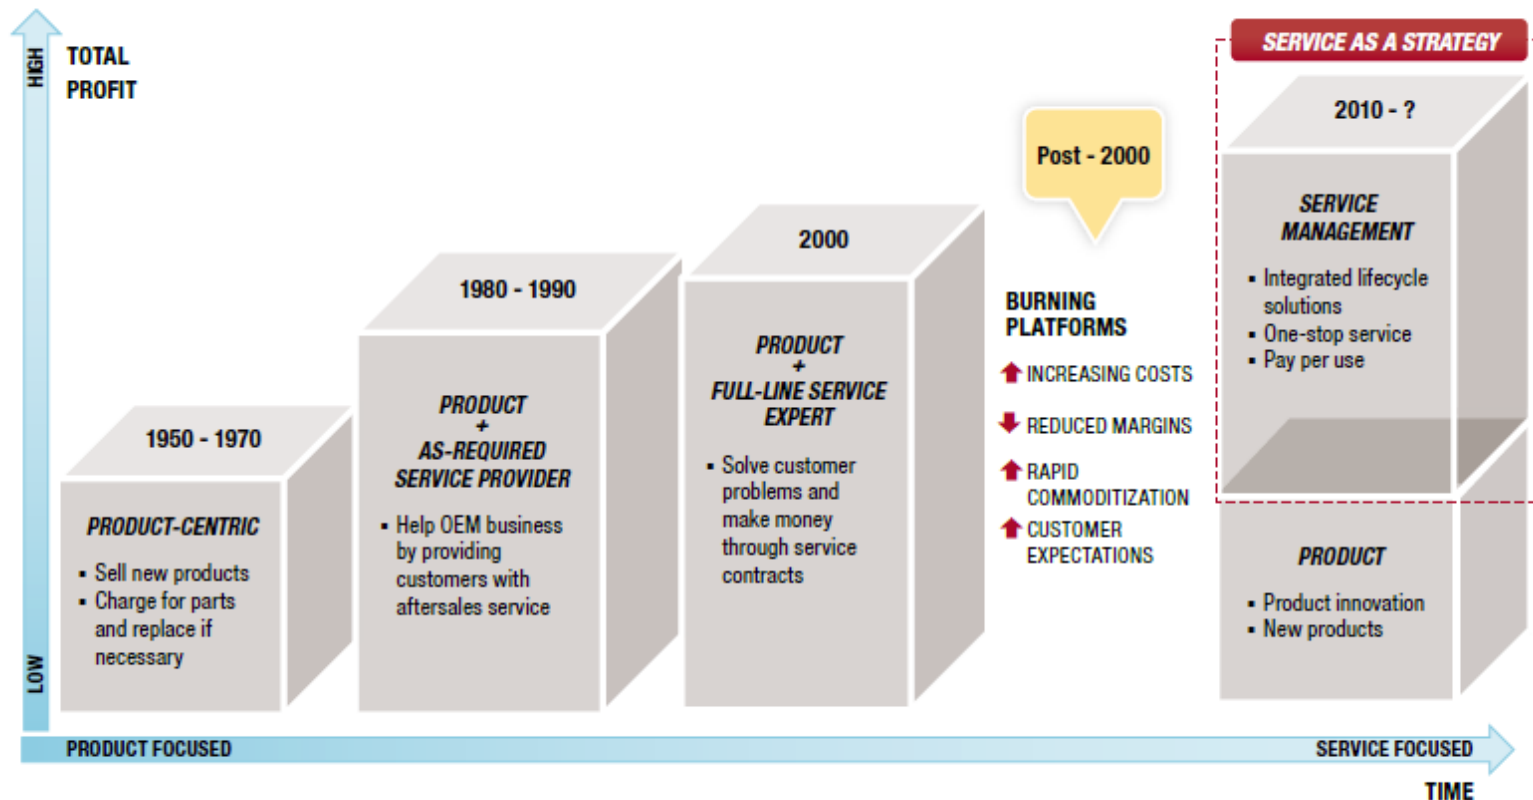 HIGH
TOTAL
PROFIT
LOW
1950 - 1970
PRODUCT-CENTRIC
▪ Sell new products
▪ Charge for parts
and replace if
necessary
1980 - 1990
PRODUCT
+
AS-REQUIRED
SERVICE PROVIDER
▪ Help OEM business
by providing
customers with
aftersales service
2000
PRODUCT
+
FULL-LINE SERVICE
EXPERT
▪ Solve customer
problems and
make money
through service
contracts
Post - 2000
BURNING
PLATFORMS
INCREASING COSTS
REDUCED MARGINS
RAPID
COMMODITIZATION
CUSTOMER
EXPECTATIONS
SERVICE AS A STRATEGY
2010 - ?
SERVICE
MANAGEMENT
▪ Integrated lifecycle
solutions
▪ One-stop service
▪ Pay per use
PRODUCT
▪ Product innovation
▪ New products
PRODUCT FOCUSED
SERVICE FOCUSED
TIME